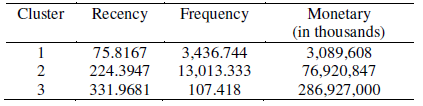 Cluster Recency Frequency Monetary
(in thousands)
1 75.8167 3,436.744 3,089,608
2 224.3947 13,013.333 76,920,847
3 331.9681 107.418 286,927,000